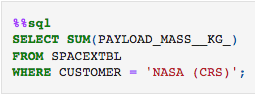 %%sql
SELECT SUM(PAYLOAD_MASS__KG_)
FROM SPACEXTBL
WHERE CUSTOMER = 'NASA (CRS)';